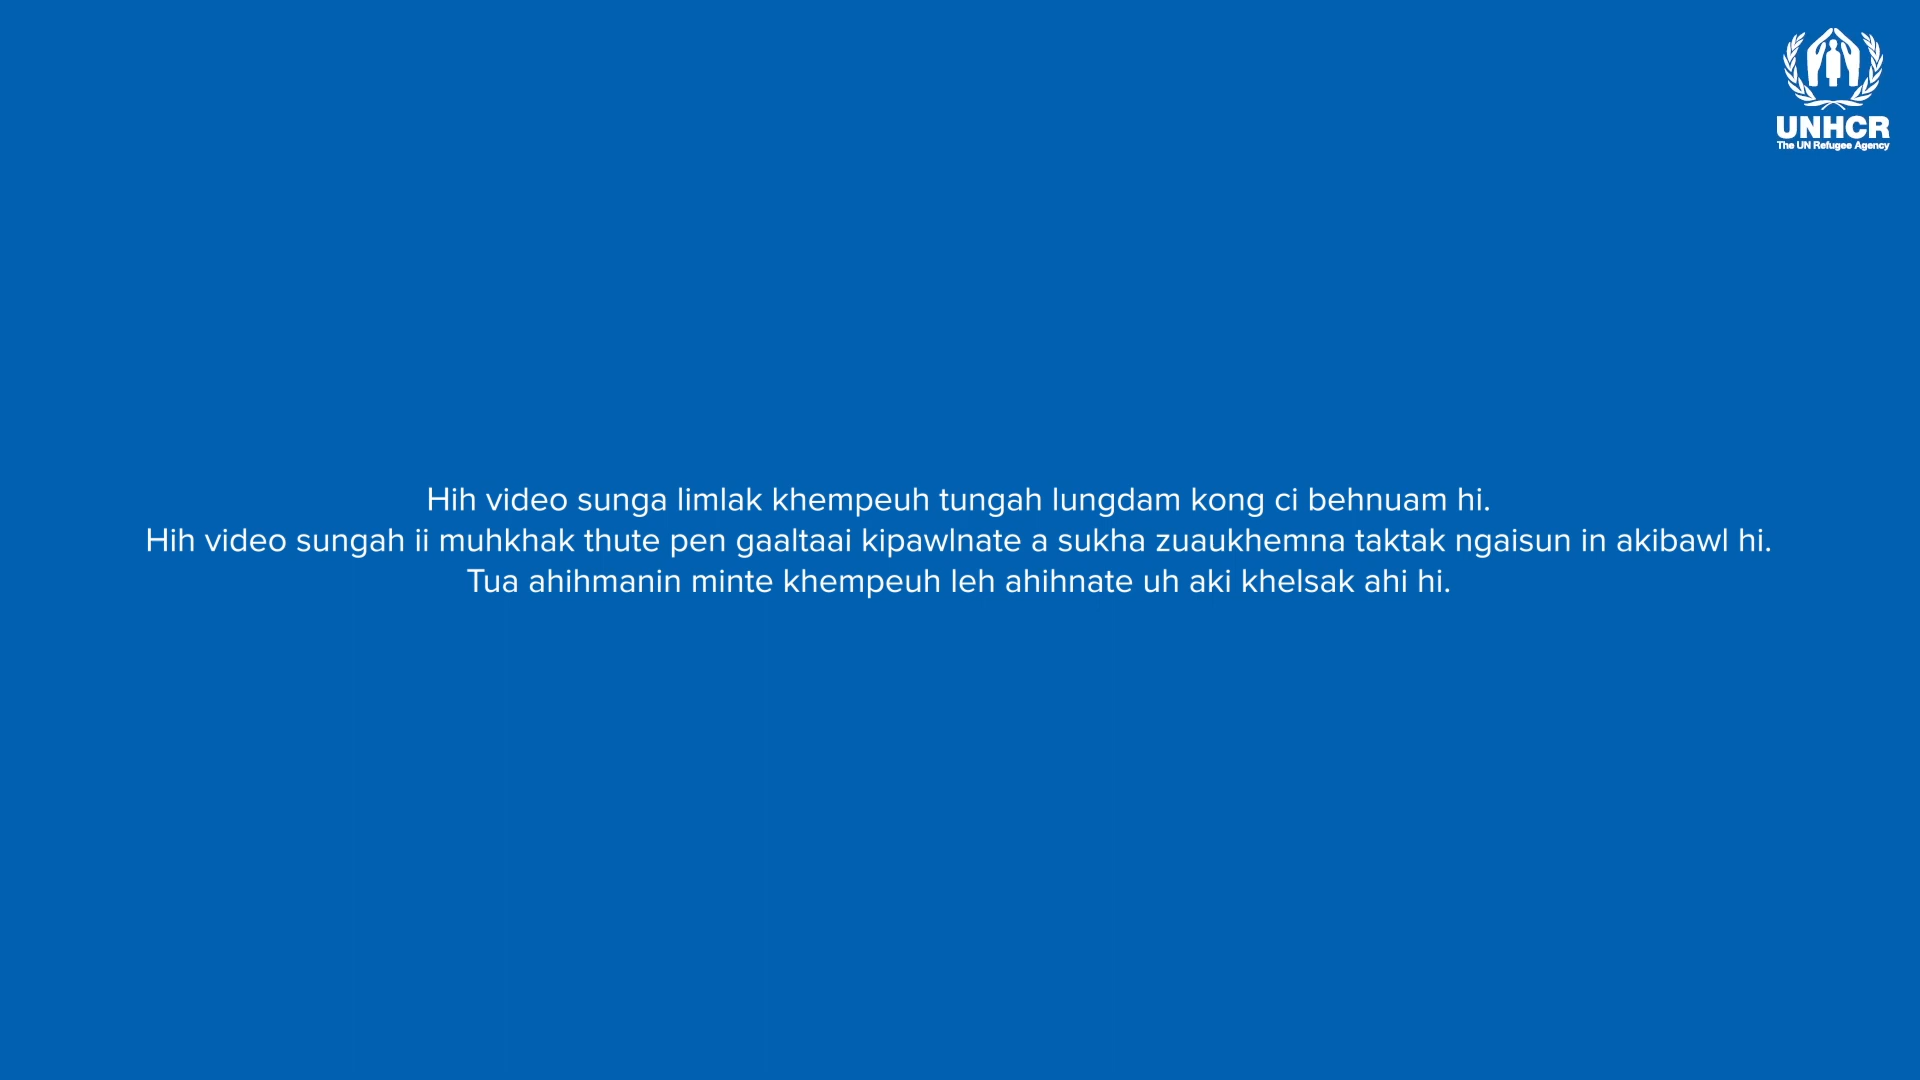 UNHCR
The UN Refugee Agency
Hih video sunga limlak khempeuh tungah lungdam kong ci behnuam hi.
Hih video sungah ii muhkhak thute pen gaaltaai kipawlnate a sukha zuaukhemna taktak ngaisun in akibawl hi.
Tua ahihmanin minte khempeuh leh ahihnate uh aki khelsak ahi hi.